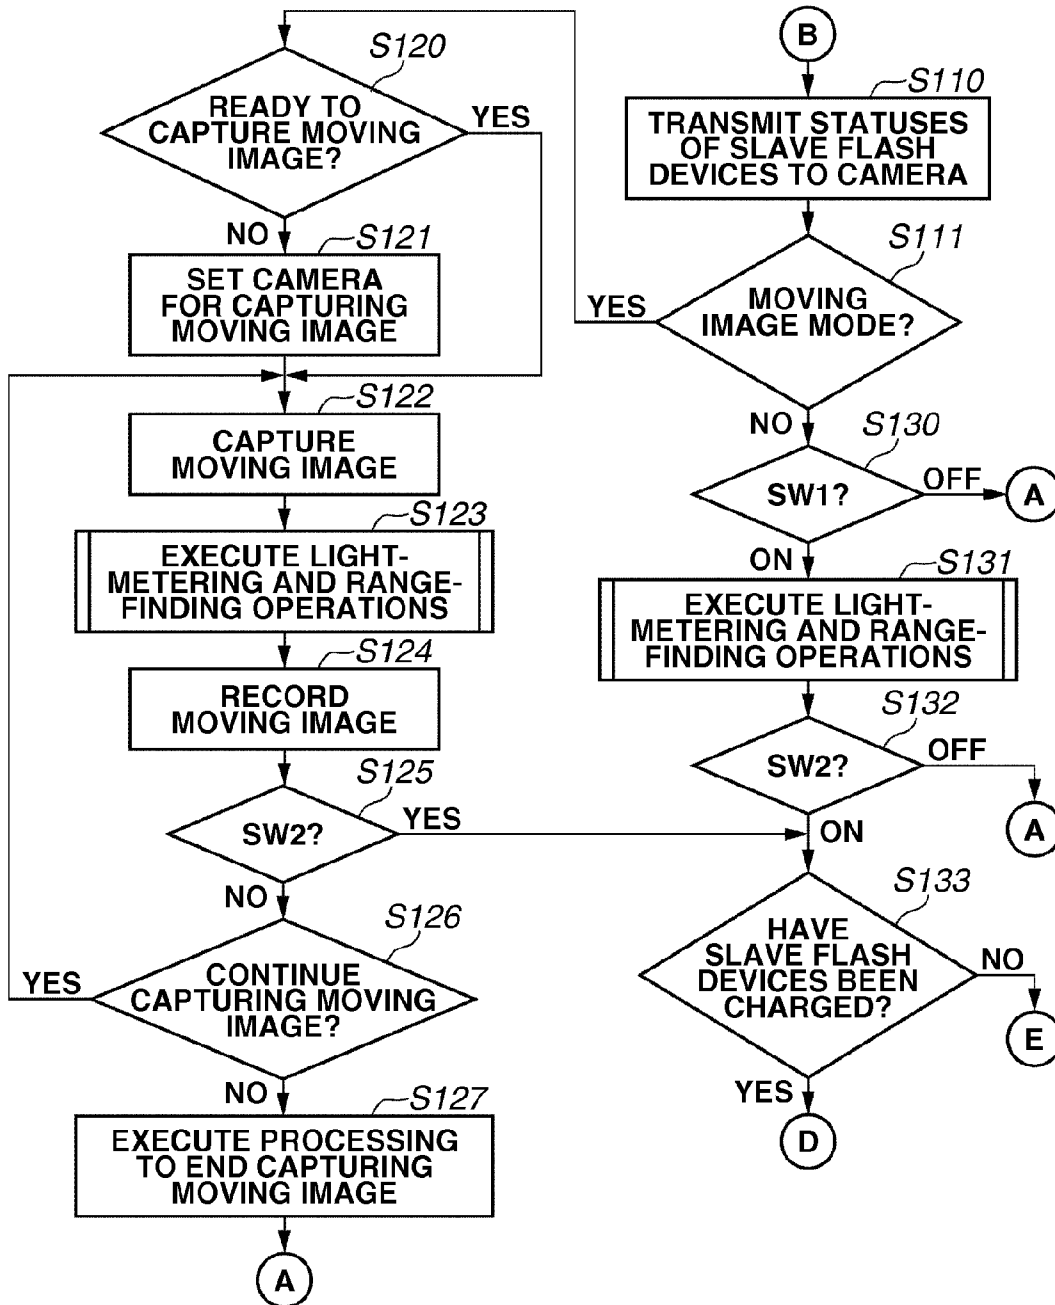 S120
READY TO
CAPTURE MOVING
IMAGE?
YES
NO
S121
SET CAMERA
FOR CAPTURING
MOVING IMAGE
S122
CAPTURE
MOVING IMAGE
S123
EXECUTE LIGHT-
METERING AND RANGE-
FINDING OPERATIONS
S124
RECORD
MOVING IMAGE
S125
SW2?
YES
NO
S126
CONTINUE
CAPTURING MOVING
IMAGE?
YES
NO
S127
EXECUTE PROCESSING
TO END CAPTURING
MOVING IMAGE
A
B
S110
TRANSMIT STATUSES
OF SLAVE FLASH
DEVICES TO CAMERA
S111
MOVING
IMAGE MODE?
YES
NO
S130
SW1?
OFF
A
ON
S131
EXECUTE LIGHT-
METERING AND RANGE-
FINDING OPERATIONS
S132
SW2?
OFF
A
ON
S133
HAVE
SLAVE FLASH
DEVICES BEEN
CHARGED?
NO
E
YES
D